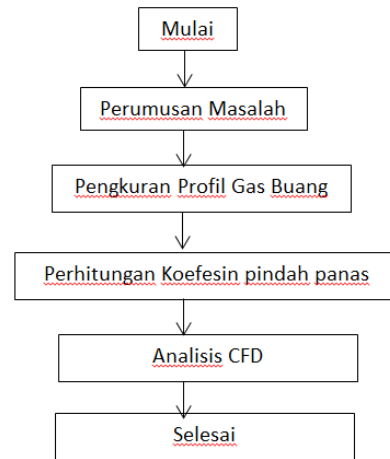 Mulai
Perumusan Masalah
Pengkuran Profil Gas Buang
Perhitungan Koefesin pindah panas
Analisis CFD
Selesai